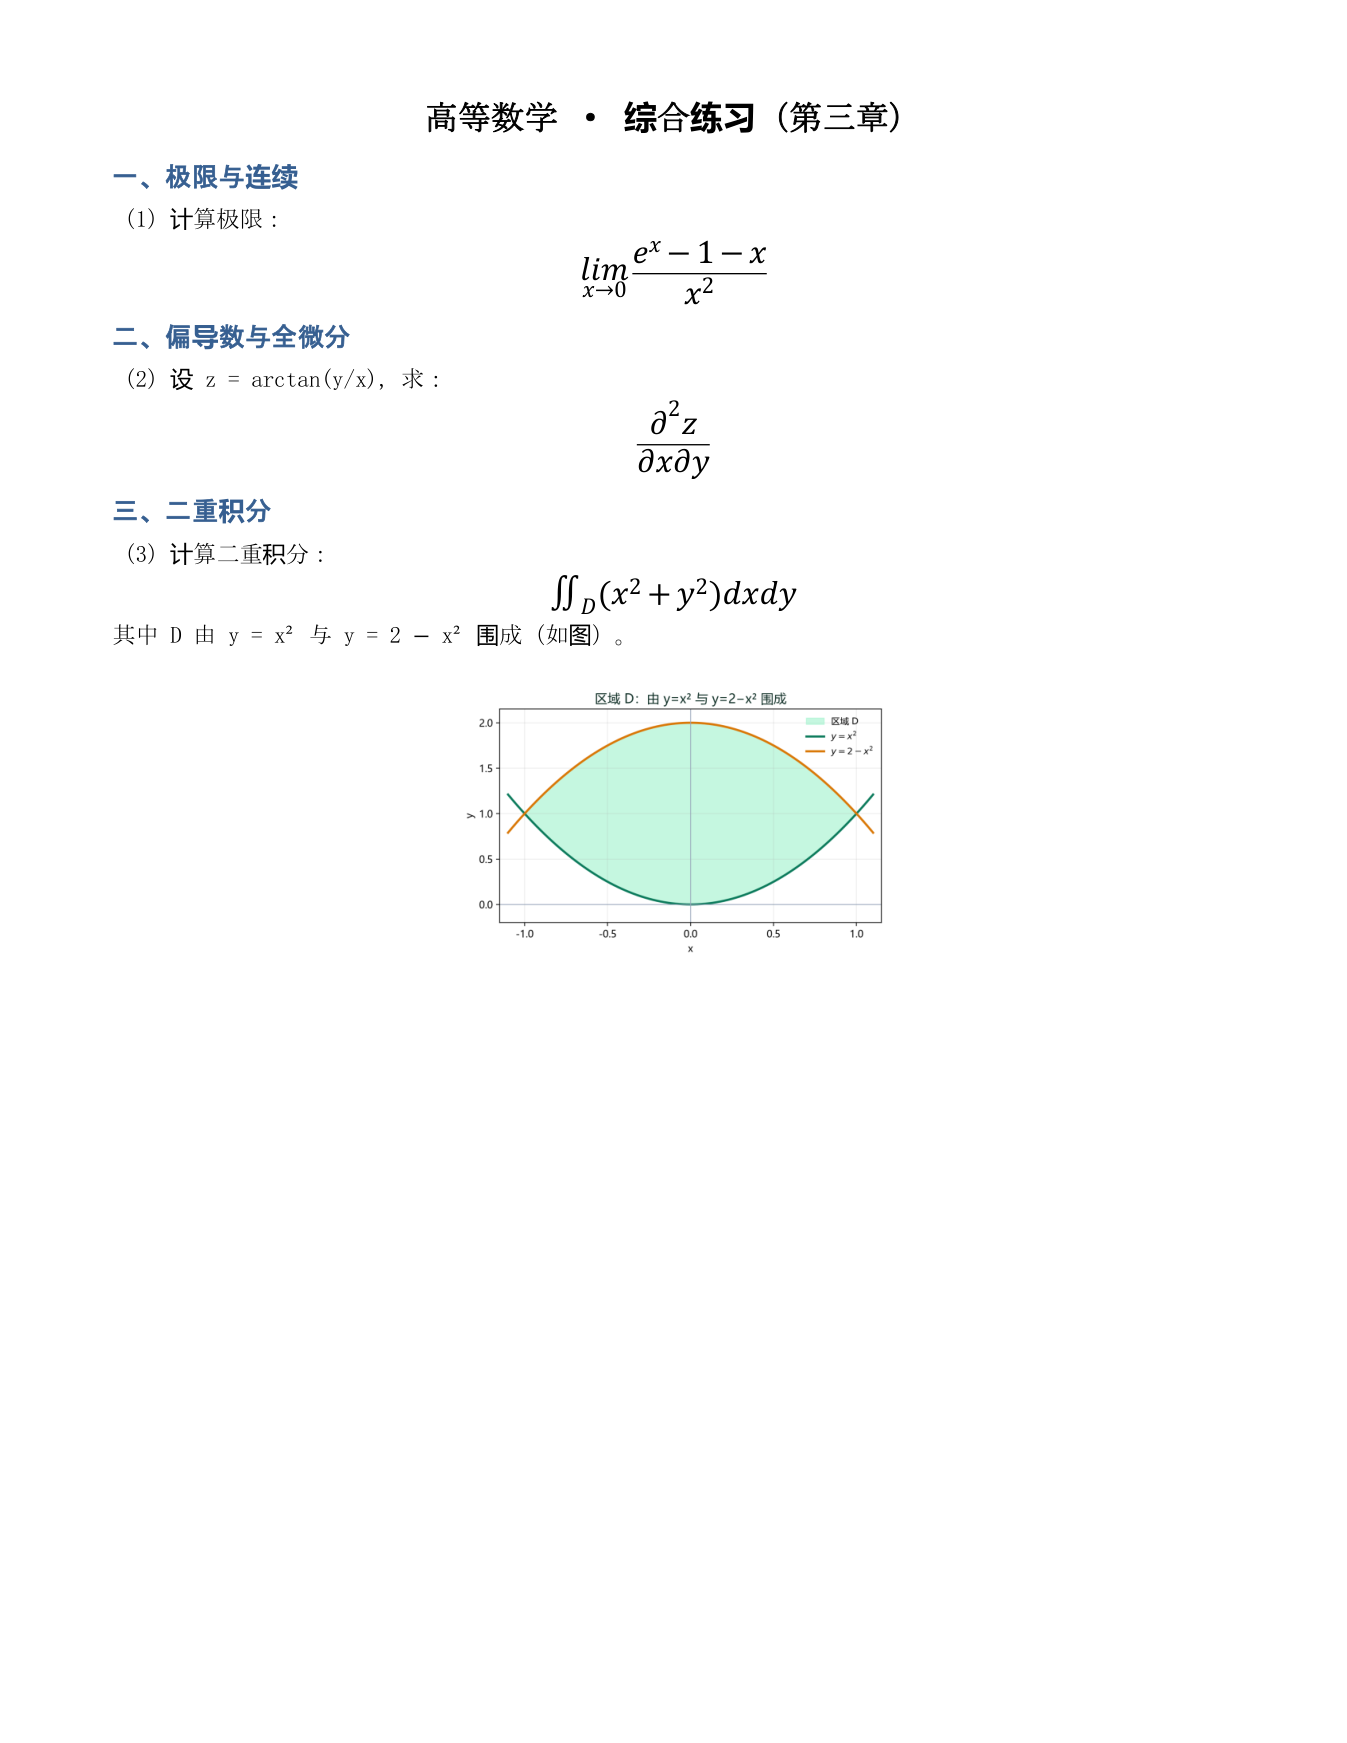 高等数学 · 综合练习（第三章）
一、极限与连续
（1）计算极限：
lim_{x→0} (e^x − 1 − x)/(x^2)
二、偏导数与全微分
（2）设 z = arctan(y/x), 求：
∂^2 z/(∂x∂y)
三、二重积分
（3）计算二重积分：
∬_D (x^2 + y^2)dxdy
其中 D 由 y = x² 与 y = 2 − x² 围成（如图）。
区域 D：由 y=x² 与 y=2−x² 围成
区域 D
y = x²
y = 2 − x²
2.0
1.5
1.0
0.5
0.0
y
-1.0 -0.5 0.0 0.5 1.0
x